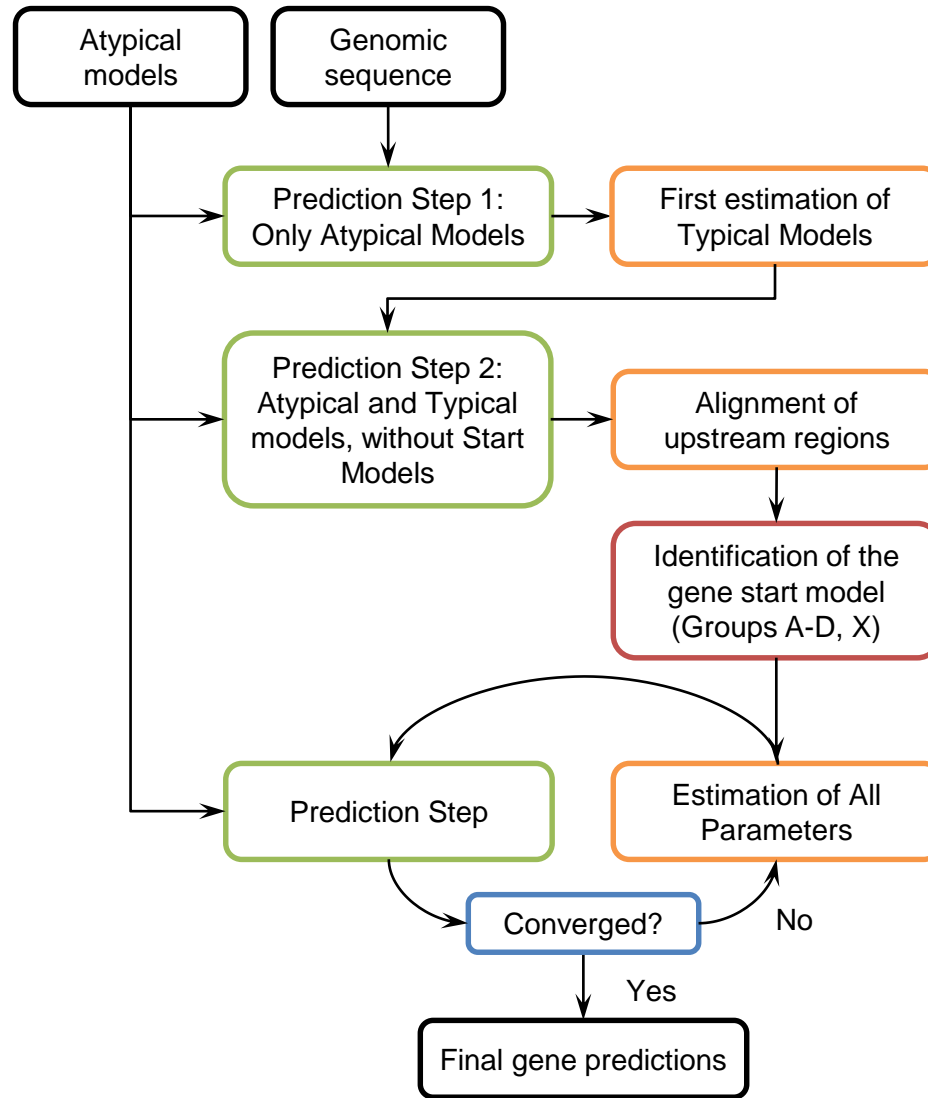 Atypical
models
Genomic
sequence
Prediction Step 1:
Only Atypical Models
First estimation of
Typical Models
Prediction Step 2:
Atypical and Typical
models, without Start
Models
Alignment of
upstream regions
Identification of the
gene start model
(Groups A-D, X)
Prediction Step
Estimation of All
Parameters
Converged?
No
Yes
Final gene predictions